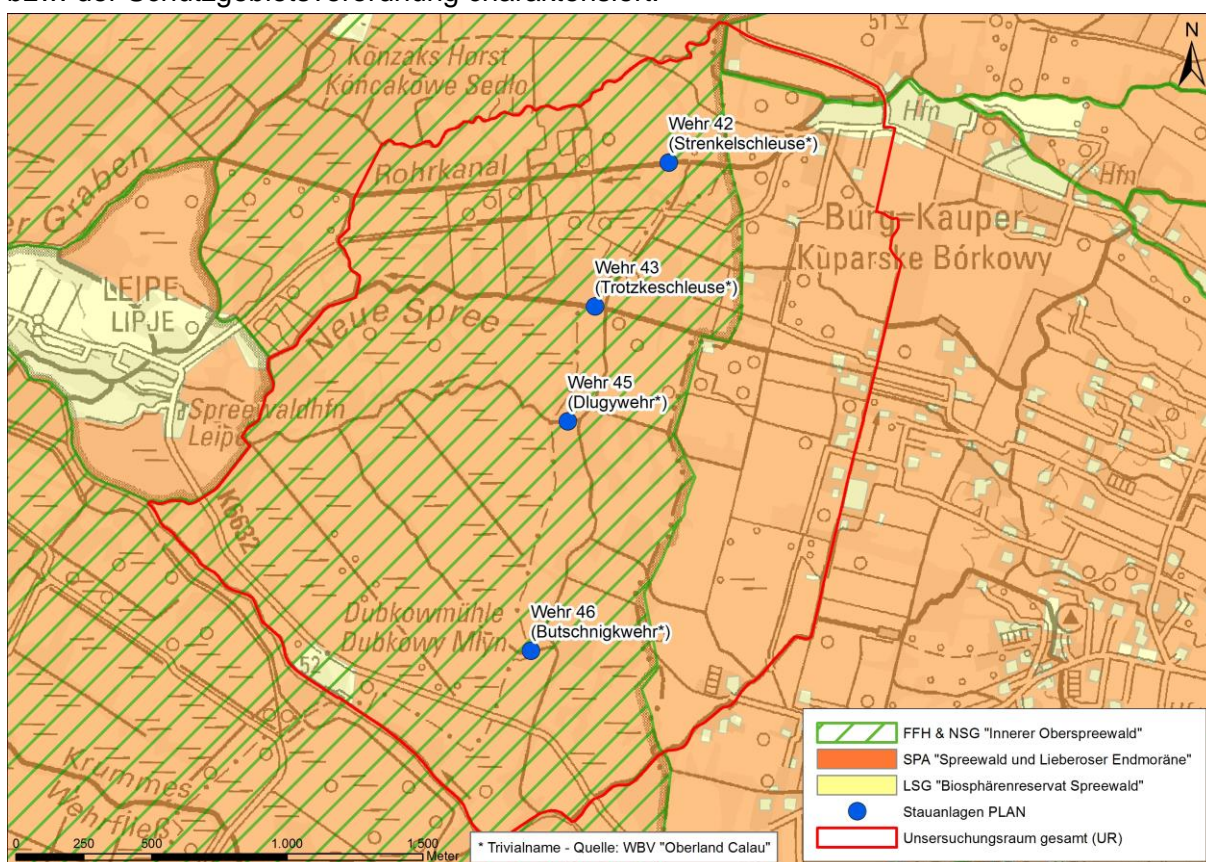 bzw. der Schutzgebietsverordnung charakterisiert.
Konzaks Horst
Kóńcakowe Sedło
N
Hfn
Wehr 42
(Strenkelschleuse*)
Rohrkanal
er Graben
Hfn
Burg-Kauper
Kuparske Bórkowy
Wehr 43
(Trotzkeschleuse*)
LEIPE
LIPJE
Neue Spree
Wehr 45
(Dlugywehr*)
Spreewaldhfn
Leipe
K6632
Dubkowmühle
Dubkowy Młyn
Wehr 46
(Butschnigkwehr*)
52
Krummes
Wehrfließ
FFH & NSG "Innerer Oberspreewald"
SPA "Spreewald und Lieberoser Endmoräne"
LSG "Biosphärenreservat Spreewald"
Stauanlagen PLAN
Unsersuchungsraum gesamt (UR)
0 250 500 1.000 1.500
Meter
* Trivialname - Quelle: WBV "Oberland Calau"